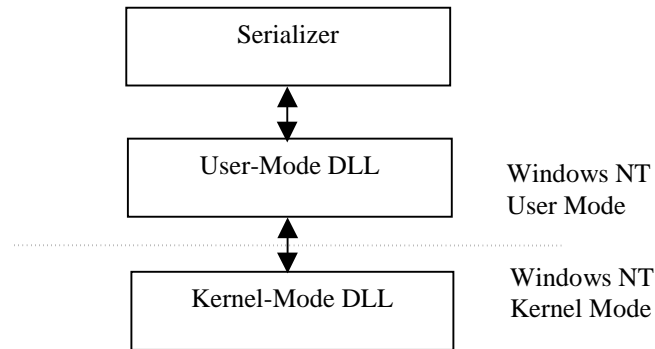 Serializer
User-Mode DLL
Windows NT
User Mode
Windows NT
Kernel Mode
Kernel-Mode DLL